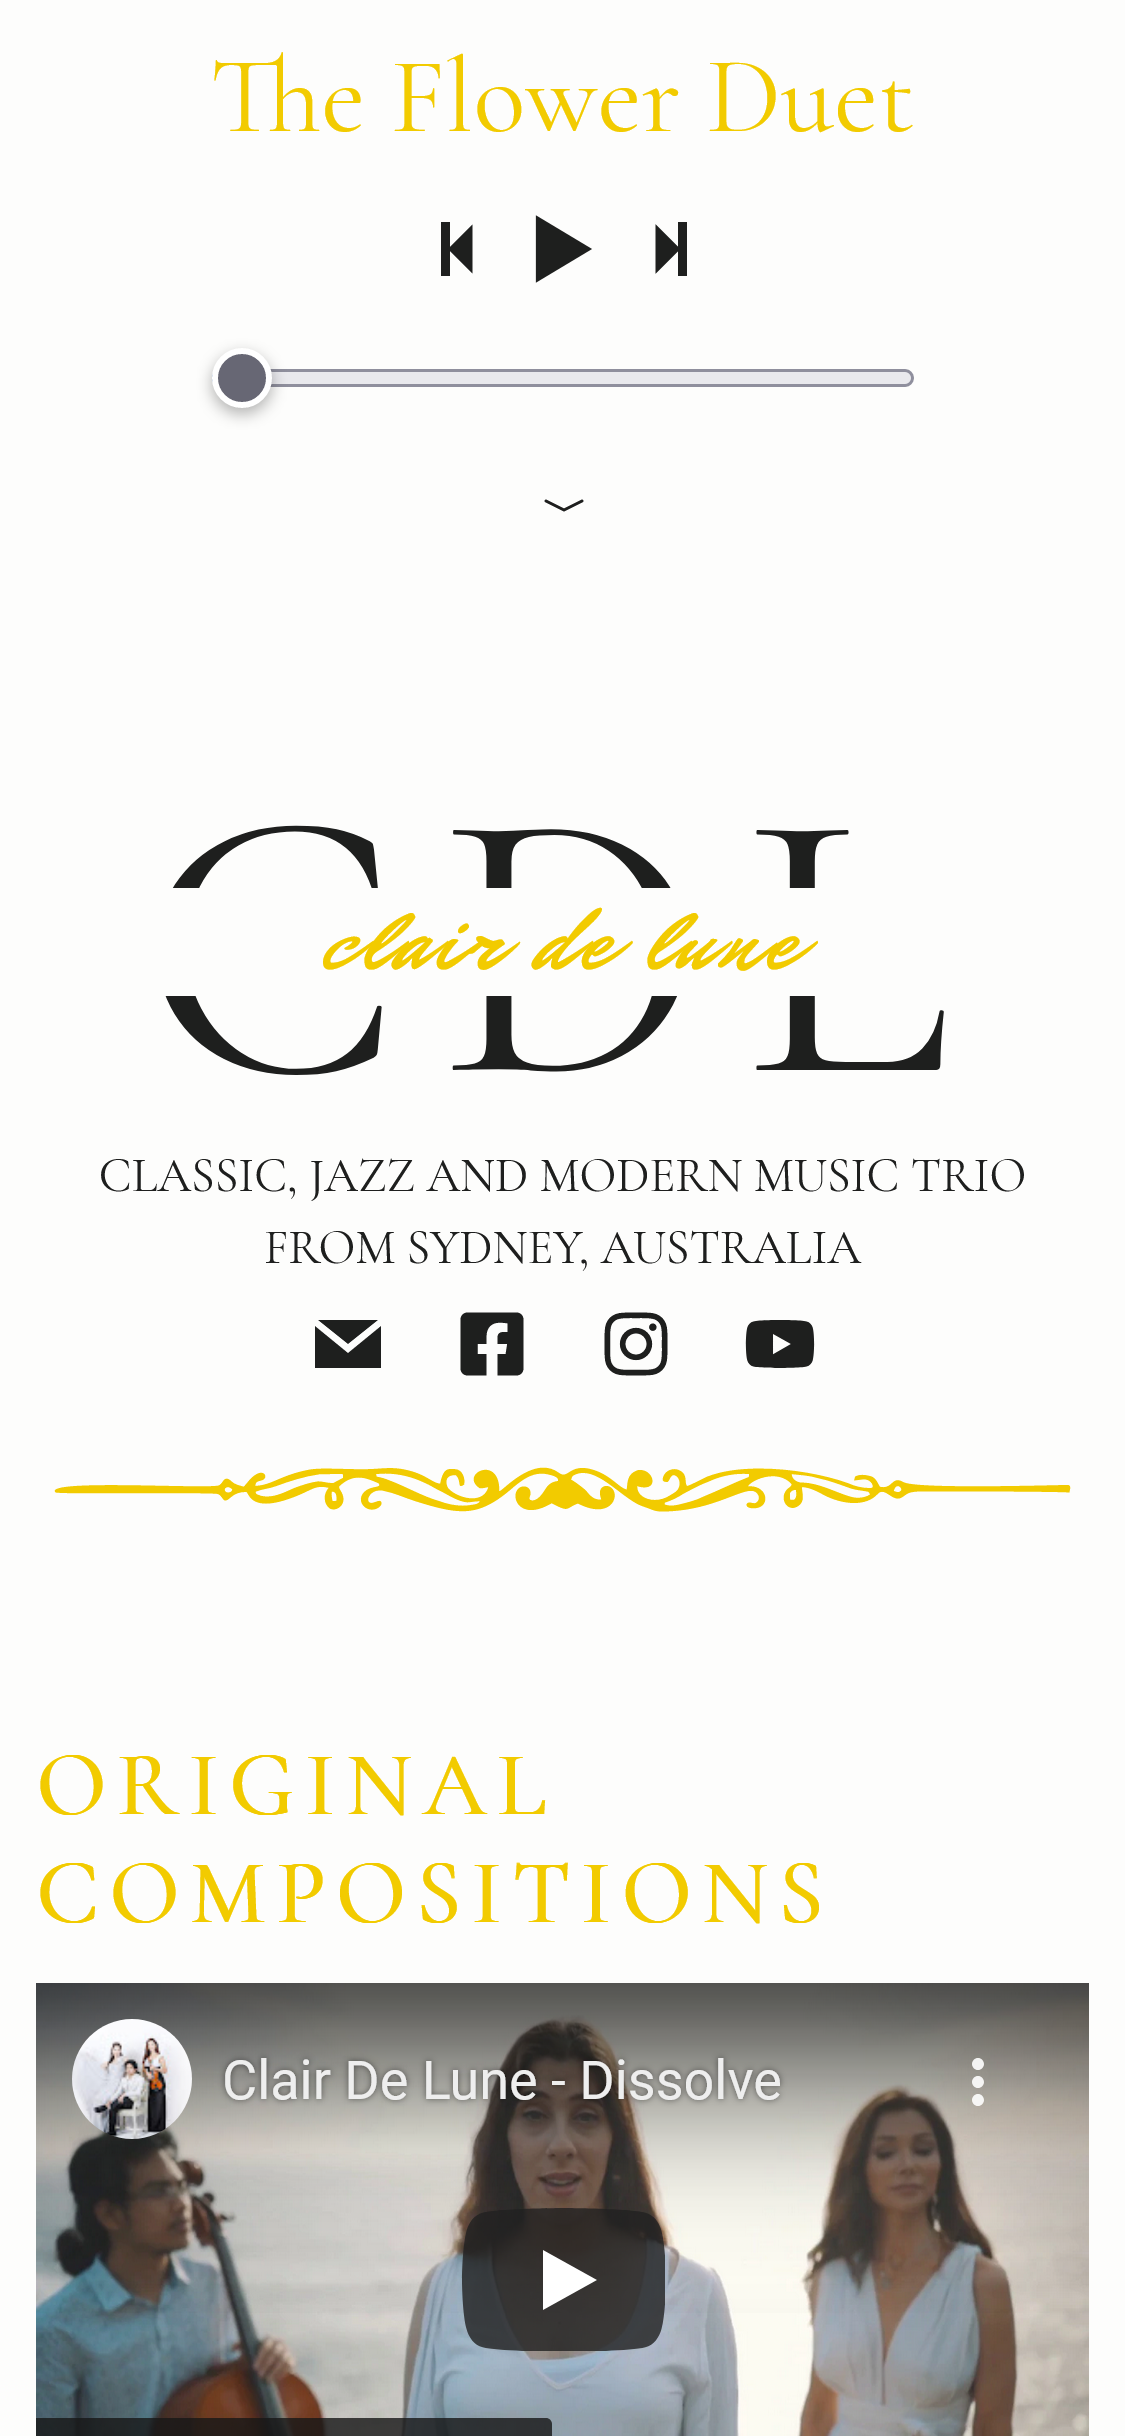 The Flower Duet
CDL
clair de lune
CLASSIC, JAZZ AND MODERN MUSIC TRIO
FROM SYDNEY, AUSTRALIA
ORIGINAL
COMPOSITIONS
Clair De Lune - Dissolve